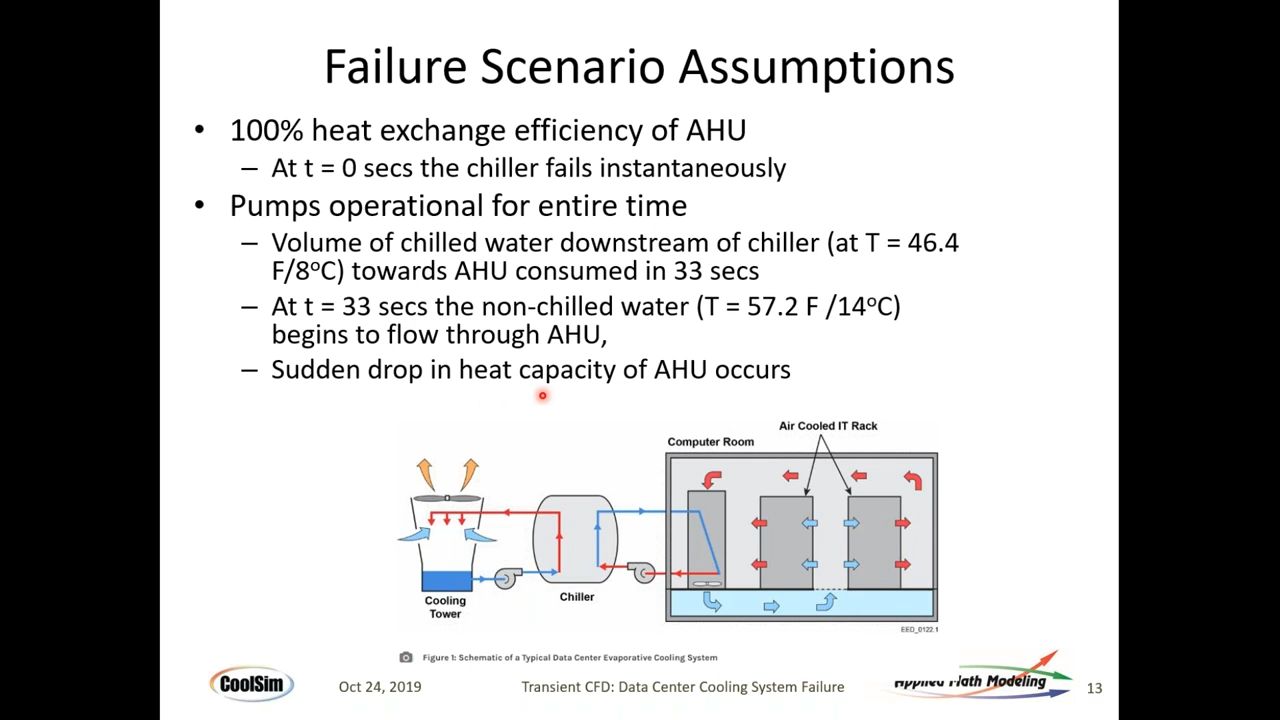 Failure Scenario Assumptions
• 100% heat exchange efficiency of AHU
– At t = 0 secs the chiller fails instantaneously
• Pumps operational for entire time
– Volume of chilled water downstream of chiller (at T = 46.4
F/8°C) towards AHU consumed in 33 secs
– At t = 33 secs the non-chilled water (T = 57.2 F /14°C)
begins to flow through AHU,
– Sudden drop in heat capacity of AHU occurs
Air Cooled IT Rack
Computer Room
Cooling
Tower
Chiller
EED_0122.1
Figure 1: Schematic of a Typical Data Center Evaporative Cooling System
CoolSim
Oct 24, 2019
Transient CFD: Data Center Cooling System Failure
Applied Math Modeling
13